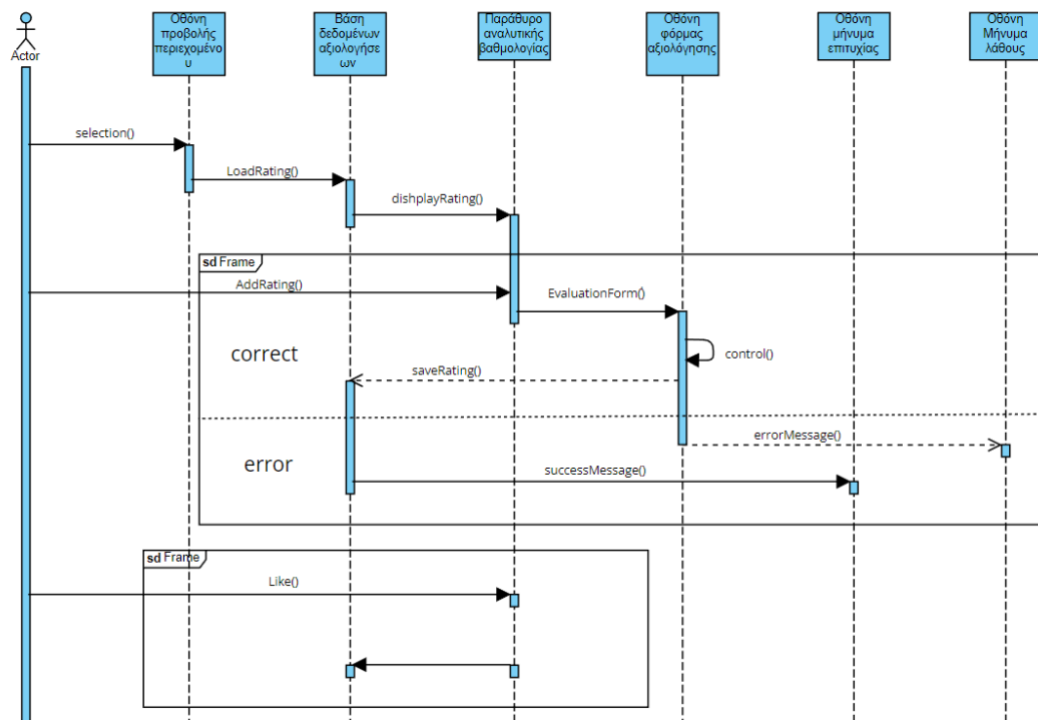 Actor
Οθόνη
προβολής
περιεχομένο
υ
Βάση
δεδομένων
αξιολογήσε
ων
Παράθυρο
αναλυτικής
βαθμολογίας
Οθόνη
φόρμας
αξιολόγησης
Οθόνη
μήνυμα
επιτυχίας
Οθόνη
Μήνυμα
λάθους
selection()
LoadRating()
dishplayRating()
sd Frame
AddRating()
EvaluationForm()
correct
control()
saveRating()
errorMessage()
error
successMessage()
sd Frame
Like()